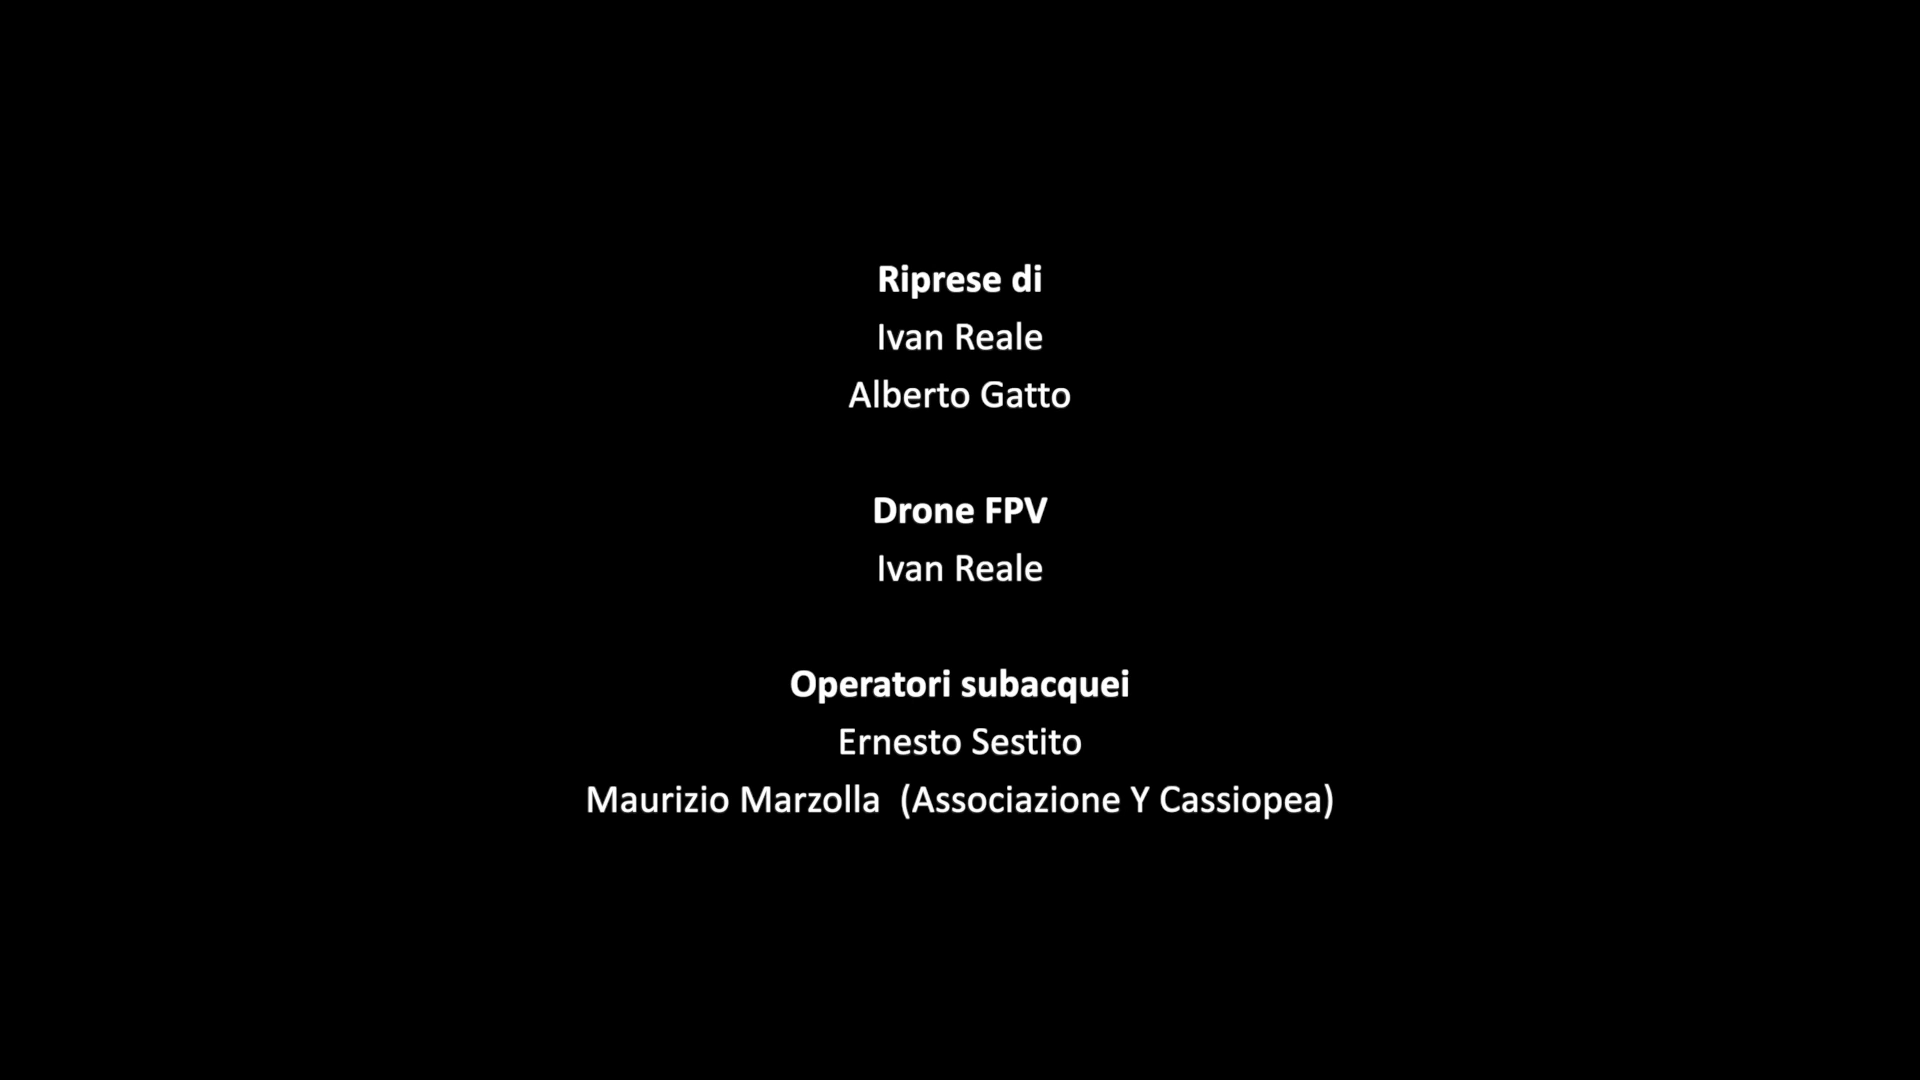 Riprese di
Ivan Reale
Alberto Gatto
Drone FPV
Ivan Reale
Operatori subacquei
Ernesto Sestito
Maurizio Marzolla  (Associazione Y Cassiopea)